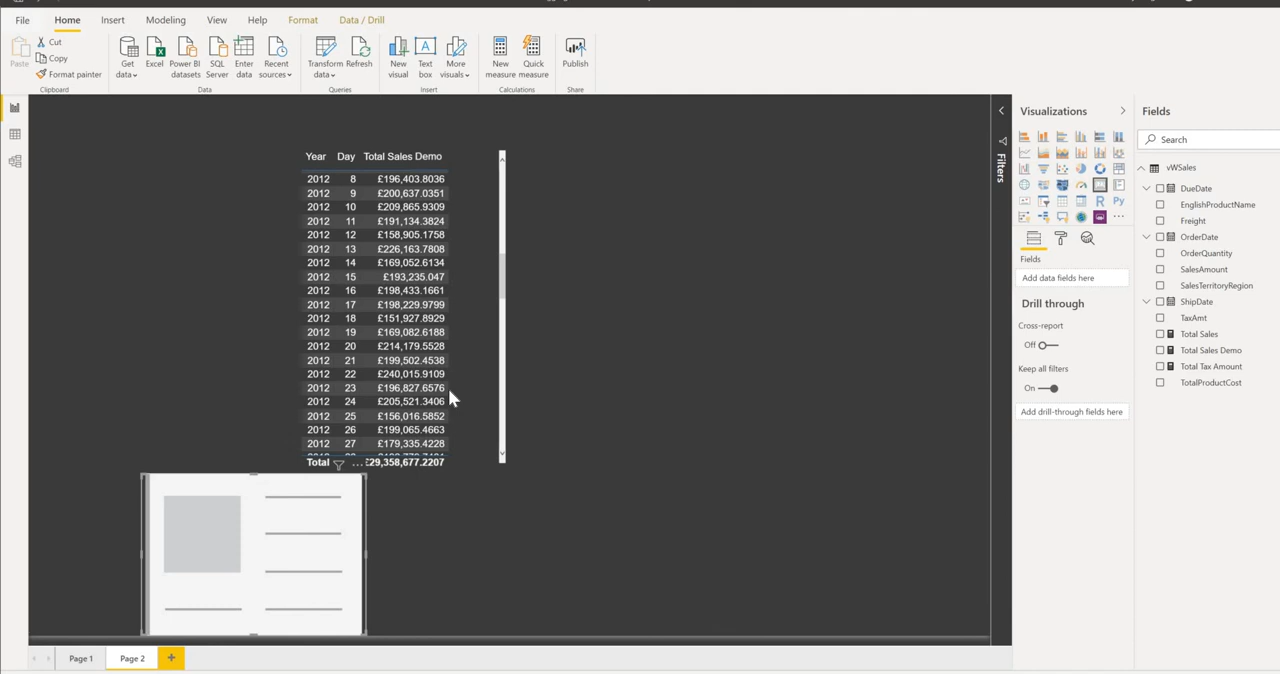 File Home Insert Modeling View Help Format Data / Drill
Paste
Cut
Copy
Format painter
Clipboard
Get data
Excel
Power BI datasets
SQL Server
Enter data
Recent sources
Data
Transform data
Refresh
Queries
New visual
Text box
More visuals
Insert
New measure
Quick measure
Calculations
Publish
Share
Year Day Total Sales Demo
2012 8 £196,403.8036
2012 9 £200,637.0351
2012 10 £209,865.9309
2012 11 £191,134.3824
2012 12 £158,905.1758
2012 13 £226,163.7808
2012 14 £169,052.6134
2012 15 £193,235.047
2012 16 £198,433.1661
2012 17 £198,229.9799
2012 18 £151,927.8929
2012 19 £169,082.6188
2012 20 £214,179.5528
2012 21 £199,502.4538
2012 22 £240,015.9109
2012 23 £196,827.6576
2012 24 £205,521.3406
2012 25 £156,016.5852
2012 26 £199,065.4663
2012 27 £179,335.4228
Total £29,358,677.2207
Filters
Visualizations
R
Py
Fields
Add data fields here
Drill through
Cross-report
Off
Keep all filters
On
Add drill-through fields here
Fields
Search
vWSales
DueDate
EnglishProductName
Freight
OrderDate
OrderQuantity
SalesAmount
SalesTerritoryRegion
ShipDate
TaxAmt
Total Sales
Total Sales Demo
Total Tax Amount
TotalProductCost
Page 1
Page 2